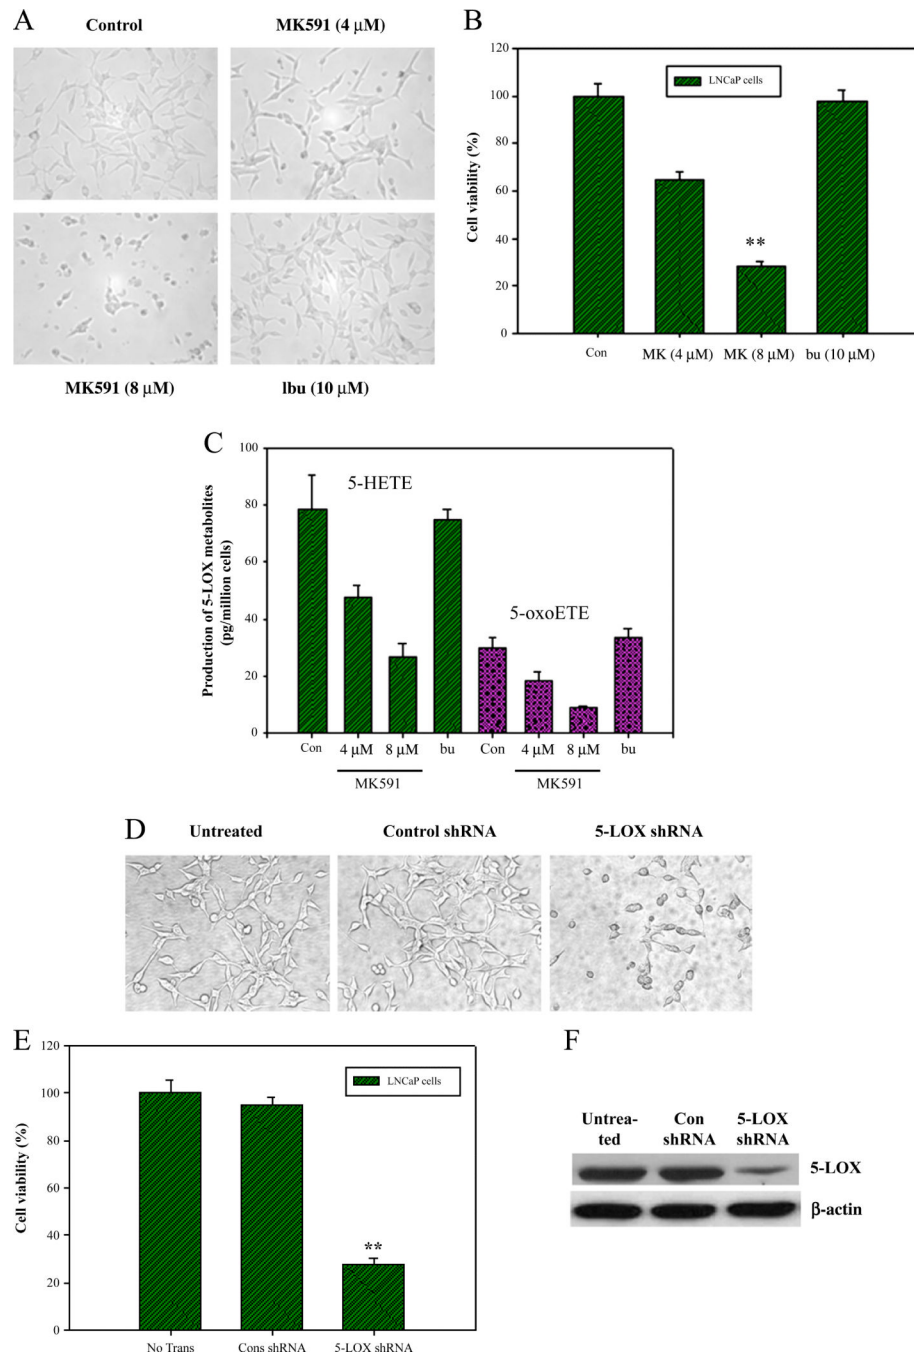 A
Control
MK591 (4 μM)
MK591 (8 μM)
lbu (10 μM)
B
120
100
80
60
40
20
0
Cell viability (%)
LNCaP cells
**
Con
MK (4 μM)
MK (8 μM)
bu (10 μM)
C
100
80
60
40
20
0
Production of 5-LOX metabolites
(pg/million cells)
5-HETE
5-oxoETE
Con
4 μM
8 μM
bu
Con
4 μM
8 μM
bu
MK591
MK591
D
Untreated
Control shRNA
5-LOX shRNA
E
120
100
80
60
40
20
0
Cell viability (%)
LNCaP cells
**
No Trans
Cons shRNA
5-LOX shRNA
F
Untrea-
ted
Con
shRNA
5-LOX
shRNA
5-LOX
β-actin